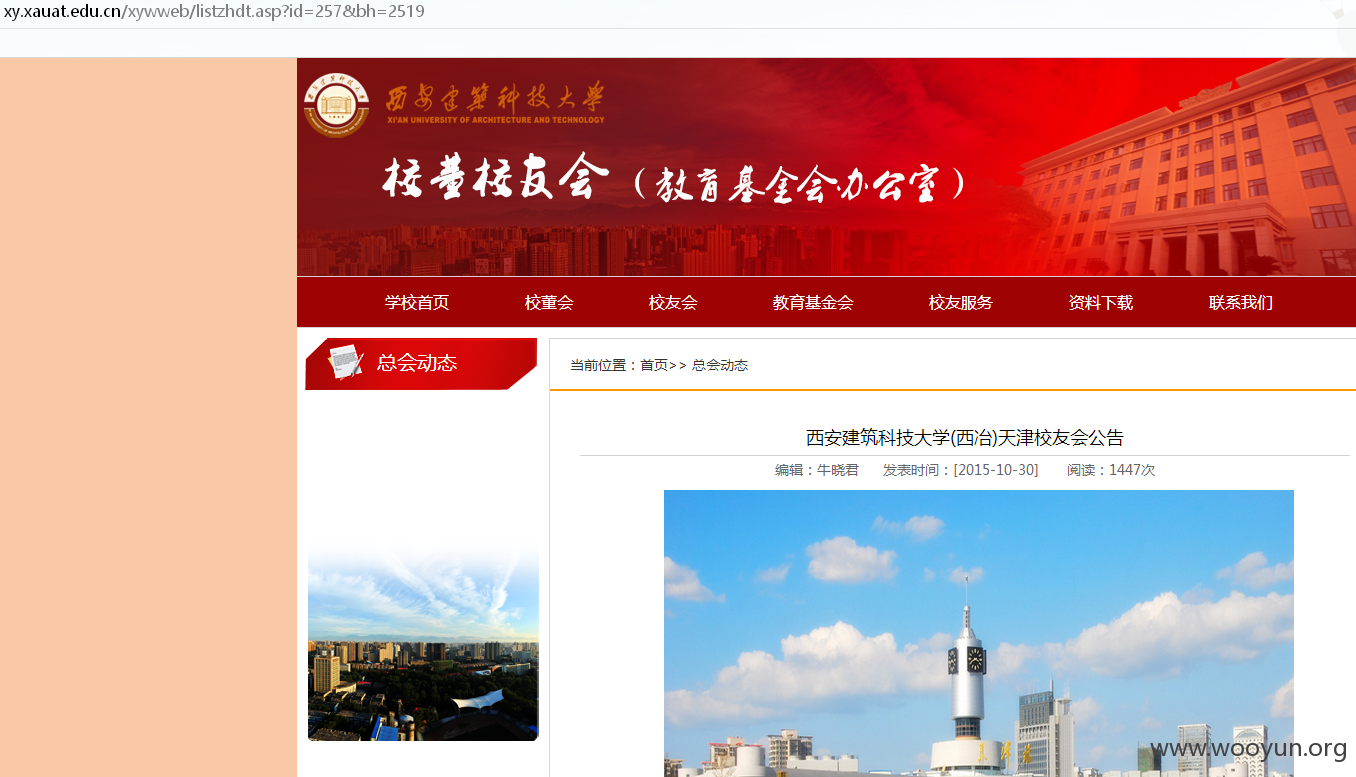 xy.xauat.edu.cn/xywweb/listzhdt.asp?id=257&bh=2519
西安建筑科技大学
XI'AN UNIVERSITY OF ARCHITECTURE AND TECHNOLOGY
校董校友会（教育基金会办公室）
学校首页 校董会 校友会 教育基金会 校友服务 资料下载 联系我们
总会动态
当前位置：首页>> 总会动态
西安建筑科技大学(西冶)天津校友会公告
编辑：牛晓君 发表时间：[2015-10-30] 阅读：1447次
www.wooyun.org